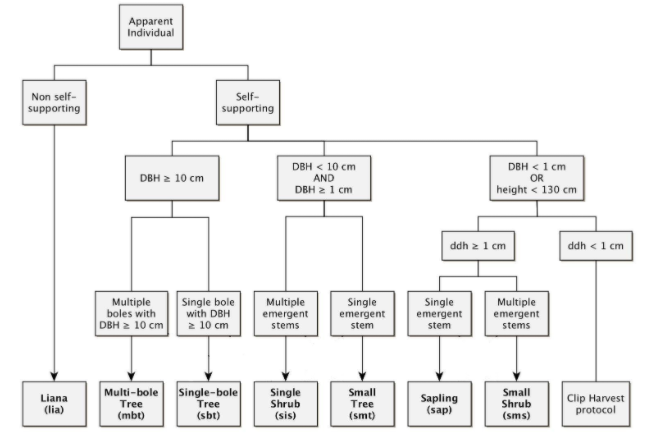 Apparent
Individual
Non self-
supporting
Self-
supporting
DBH ≥ 10 cm
DBH < 10 cm
AND
DBH ≥ 1 cm
DBH < 1 cm
OR
height < 130 cm
ddh ≥ 1 cm
ddh < 1 cm
Multiple
boles with
DBH ≥ 10 cm
Single bole
with DBH
≥ 10 cm
Multiple
emergent
stems
Single
emergent
stem
Single
emergent
stem
Multiple
emergent
stems
Liana
(lia)
Multi-bole
Tree
(mbt)
Single-bole
Tree
(sbt)
Single
Shrub
(sis)
Small
Tree
(smt)
Sapling
(sap)
Small
Shrub
(sms)
Clip Harvest
protocol